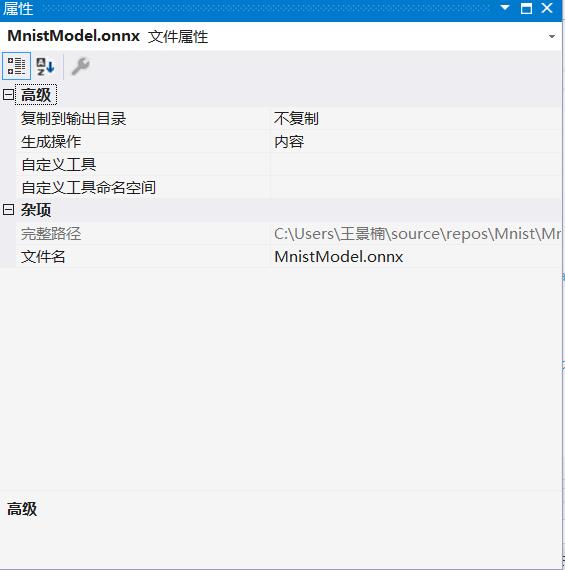 属性
MnistModel.onnx 文件属性
高级
复制到输出目录 不复制
生成操作 内容
自定义工具
自定义工具命名空间
杂项
完整路径 C:\Users\王景楠\source\repos\Mnist\Mr
文件名 MnistModel.onnx
高级